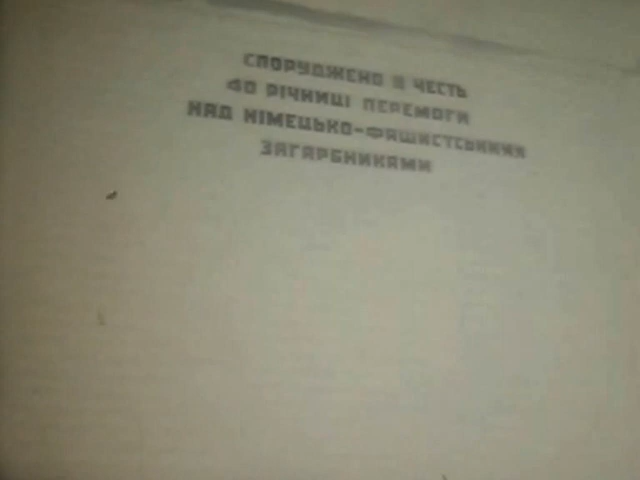 СПОРУДЖЕНО В ЧЕСТЬ
40 РІЧНИЦІ ПЕРЕМОГИ
НАД НІМЕЦЬКО-ФАШИСТСЬКИМИ
ЗАГАРБНИКАМИ